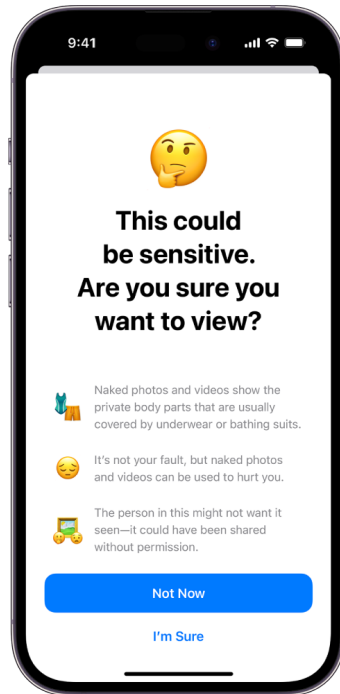 9:41
This could
be sensitive.
Are you sure you
want to view?
Naked photos and videos show the
private body parts that are usually
covered by underwear or bathing suits.
It's not your fault, but naked photos
and videos can be used to hurt you.
The person in this might not want it
seen—it could have been shared
without permission.
Not Now
I'm Sure